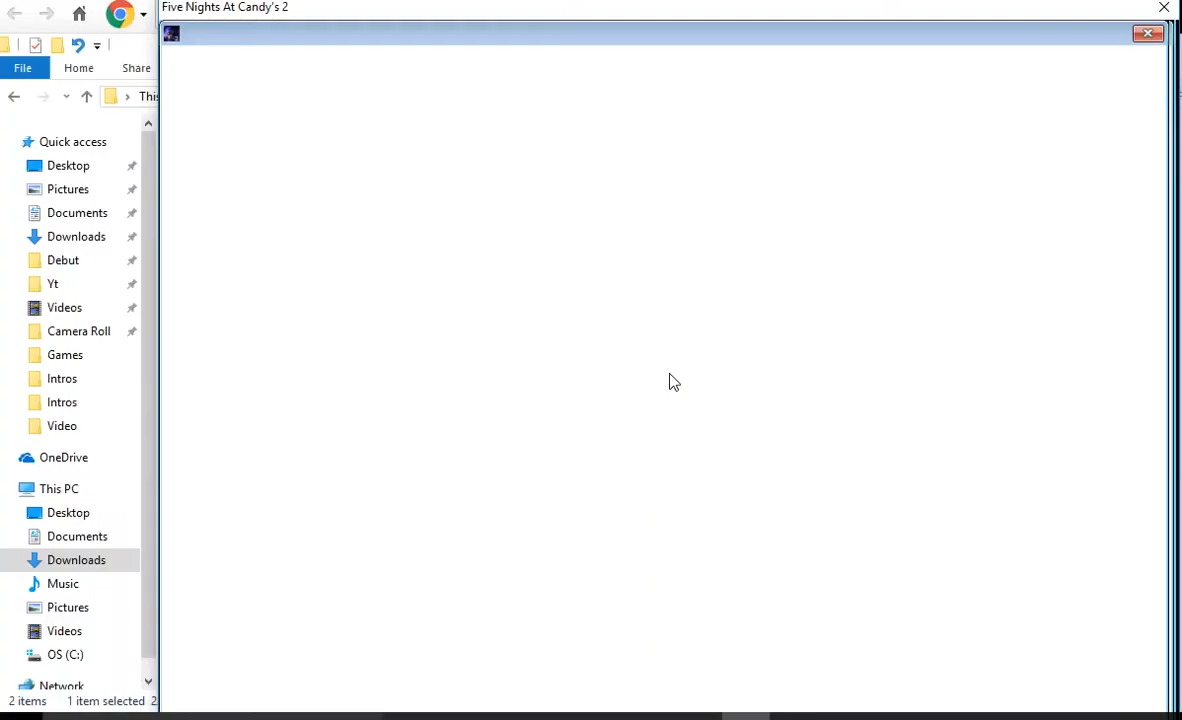 Five Nights At Candy's 2
File
Home
Share
This
Quick access
Desktop
Pictures
Documents
Downloads
Debut
Yt
Videos
Camera Roll
Games
Intros
Intros
Video
OneDrive
This PC
Desktop
Documents
Downloads
Music
Pictures
Videos
OS (C:)
Network
2 items 1 item selected 2